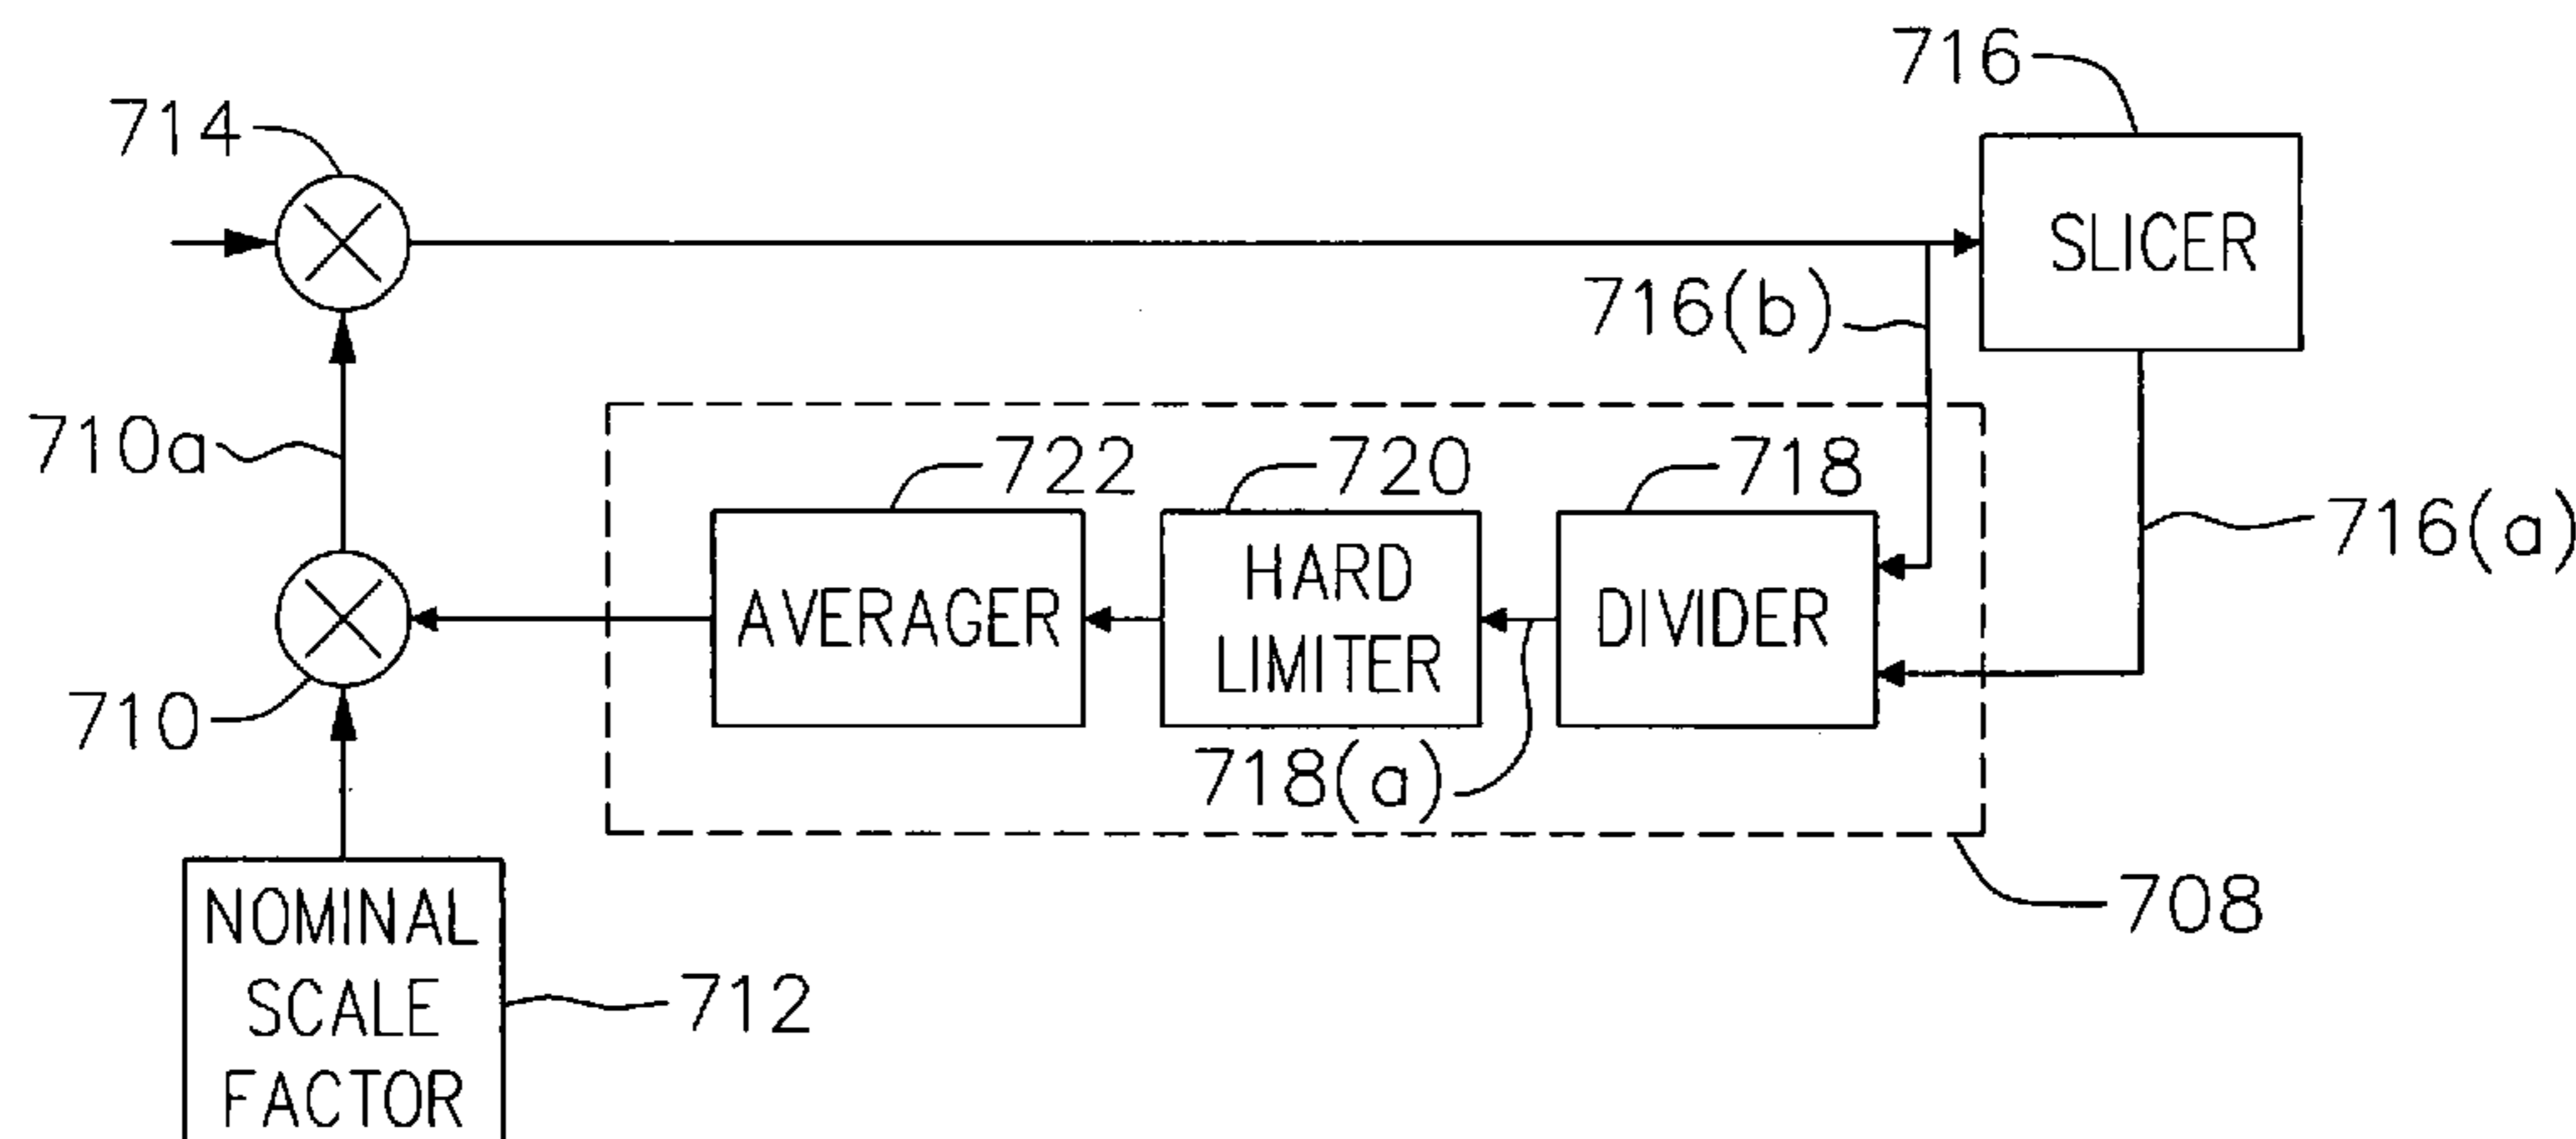 716
714
SLICER
716(b)
710a
722
720
718
716(a)
HARD
LIMITER
AVERAGER
DIVIDER
710
718(a)
708
NOMINAL
SCALE
FACTOR
712